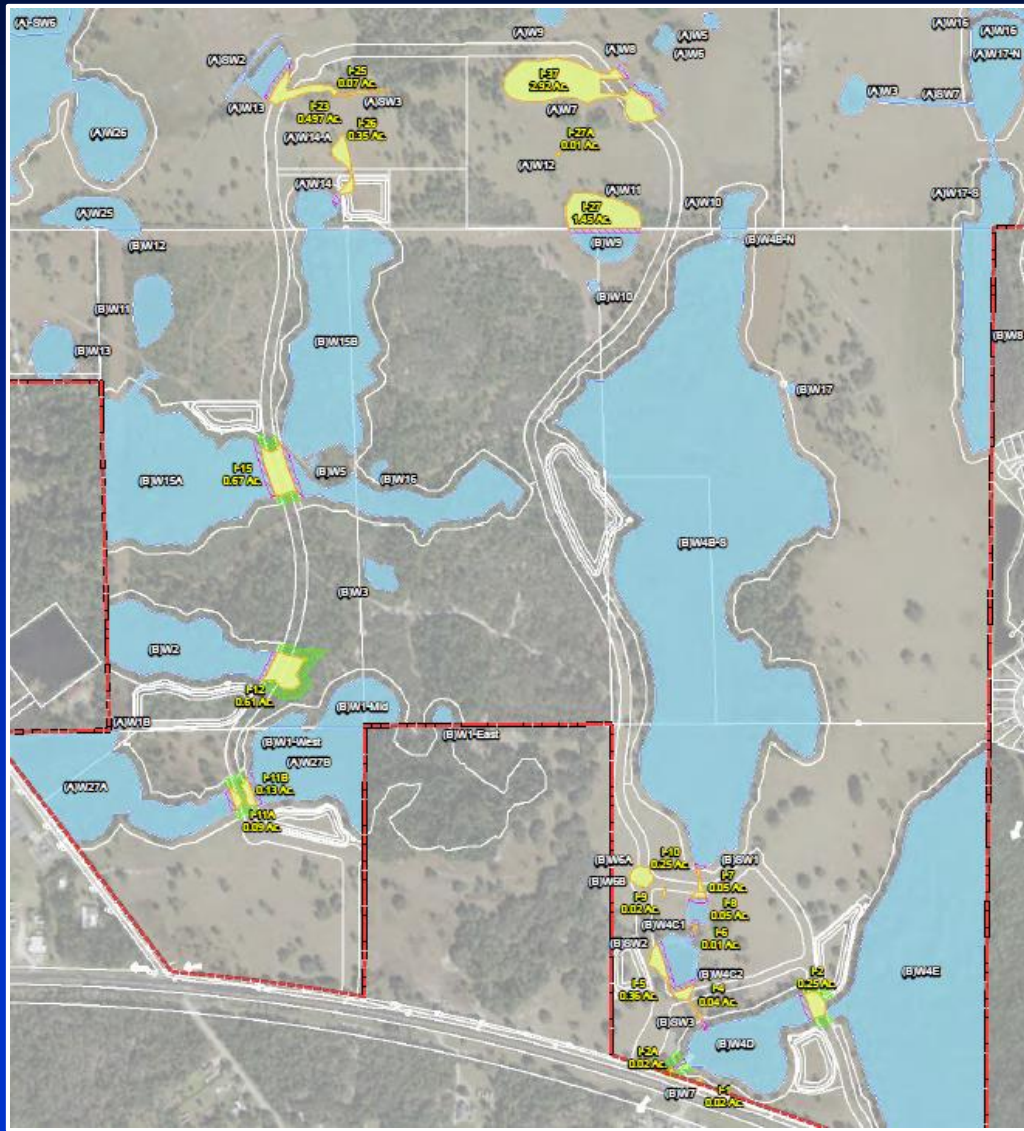 (A)-SW6
(A)W9
(A)W5
(A)W6
(A)W16
(A)W16
(A)W17-N
(A)SW2
(A)W8
I-25
0.07 Ac.
I-37
2.92 Ac.
(A)W26
(A)W13
(A)SW3
(A)W7
(A)W3
(A)SW7
I-23
0.497 Ac.
I-26
0.35 Ac.
(A)W14-A
I-27A
0.01 Ac.
(A)W12
(A)W14
(A)W11
(A)W10
(A)W17-S
(A)W25
I-27
1.45 Ac.
(B)W12
(B)W9
(B)W4B-N
(B)W11
(B)W10
(B)W13
(B)W15B
(B)W8
(B)W17
(B)W15A
I-15
0.67 Ac.
(B)W5
(B)W16
(B)W4B-S
(B)W3
(B)W2
I-12
0.61 Ac.
(B)W1-Mid
(A)W1B
(B)W1-East
(B)W1-West
(A)W27B
(A)W27A
I-11B
0.13 Ac.
I-11A
0.09 Ac.
(B)W6A
I-10
0.25 Ac.
(B)SW1
(B)W6B
I-7
0.05 Ac.
I-9
0.02 Ac.
I-8
0.05 Ac.
(B)W4C1
I-6
0.01 Ac.
(B)SW2
(B)W4C2
I-2
0.25 Ac.
(B)W4E
I-5
0.36 Ac.
I-4
0.04 Ac.
(B)SW3
(B)W4D
I-2A
0.02 Ac.
(B)W7
I-1
0.02 Ac.